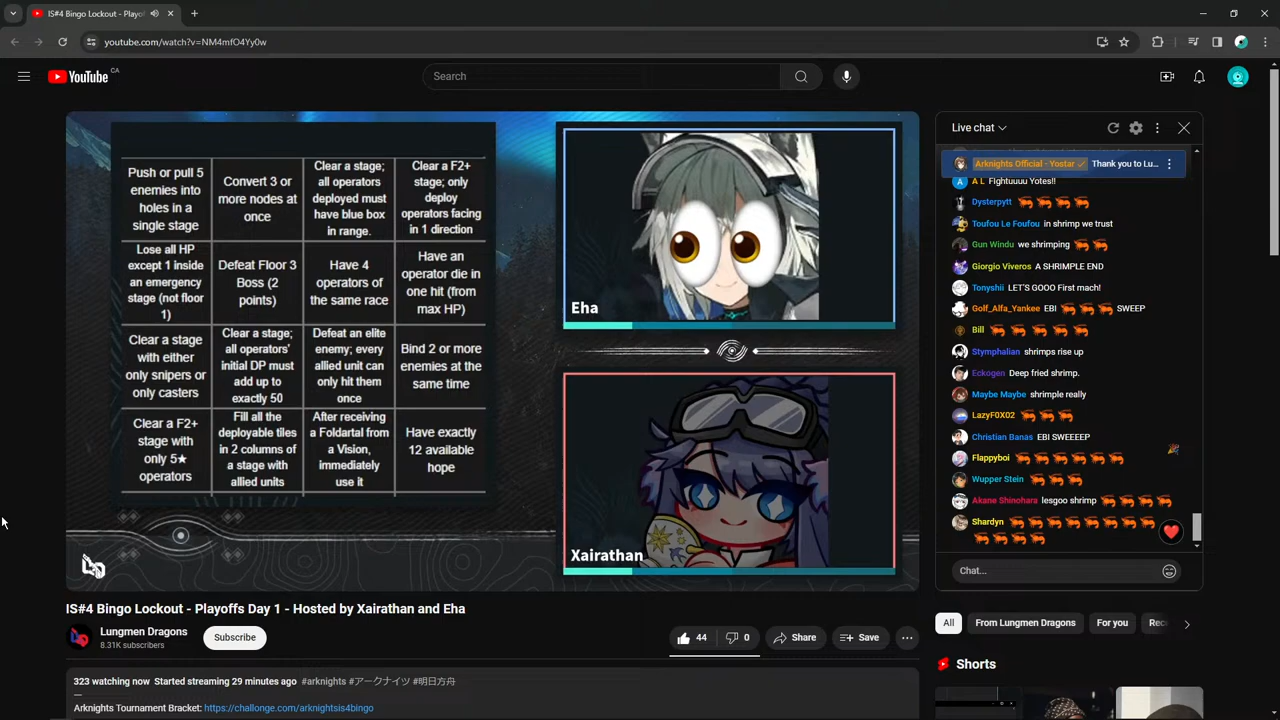 IS#4 Bingo Lockout - Playof
youtube.com/watch?v=NM4mfO4Yy0w
YouTube CA
Search
Push or pull 5
enemies into
holes in a
single stage
Convert 3 or
more nodes at
once
Clear a stage;
all operators
deployed must
have blue box
in range.
Clear a F2+
stage; only
deploy
operators facing
in 1 direction
Lose all HP
except 1 inside
an emergency
stage (not floor
1)
Defeat Floor 3
Boss (2
points)
Have 4
operators of
the same race
Have an
operator die in
one hit (from
max HP)
Clear a stage
with either
only snipers or
only casters
Clear a stage;
all operators'
initial DP must
add up to
exactly 50
Defeat an elite
enemy; every
allied unit can
only hit them
once
Bind 2 or more
enemies at the
same time
Clear a F2+
stage with
only 5★
operators
Fill all the
deployable tiles
in 2 columns of
a stage with
allied units
After receiving
a Foldartal from
a Vision,
immediately
use it
Have exactly
12 available
hope
Eha
Xairathan
Live chat
Arknights Official - Yostar Thank you to Lu...
A A L Fightuuuu Yotes!!
Dysterpytt
Toufou Le Foufou in shrimp we trust
Gun Windu we shrimping
Giorgio Viveros A SHRIMPLE END
Tonyshii LET'S GOOO First mach!
Golf_Alfa_Yankee EBI SWEEP
Bill
Stymphalian shrimps rise up
Eckogen Deep fried shrimp.
Maybe Maybe shrimple really
LazyF0X02
Christian Banas EBI SWEEEEP
Flappyboi
Wupper Stein
Akane Shinohara lesgoo shrimp
Shardyn
Chat...
IS#4 Bingo Lockout - Playoffs Day 1 - Hosted by Xairathan and Eha
Lungmen Dragons
8.31K subscribers
Subscribe
44
0
Share
Save
All
From Lungmen Dragons
For you
Rec
Shorts
323 watching now Started streaming 29 minutes ago #arknights #アークナイツ #明日方舟
—
Arknights Tournament Bracket: https://challonge.com/arknightsis4bingo